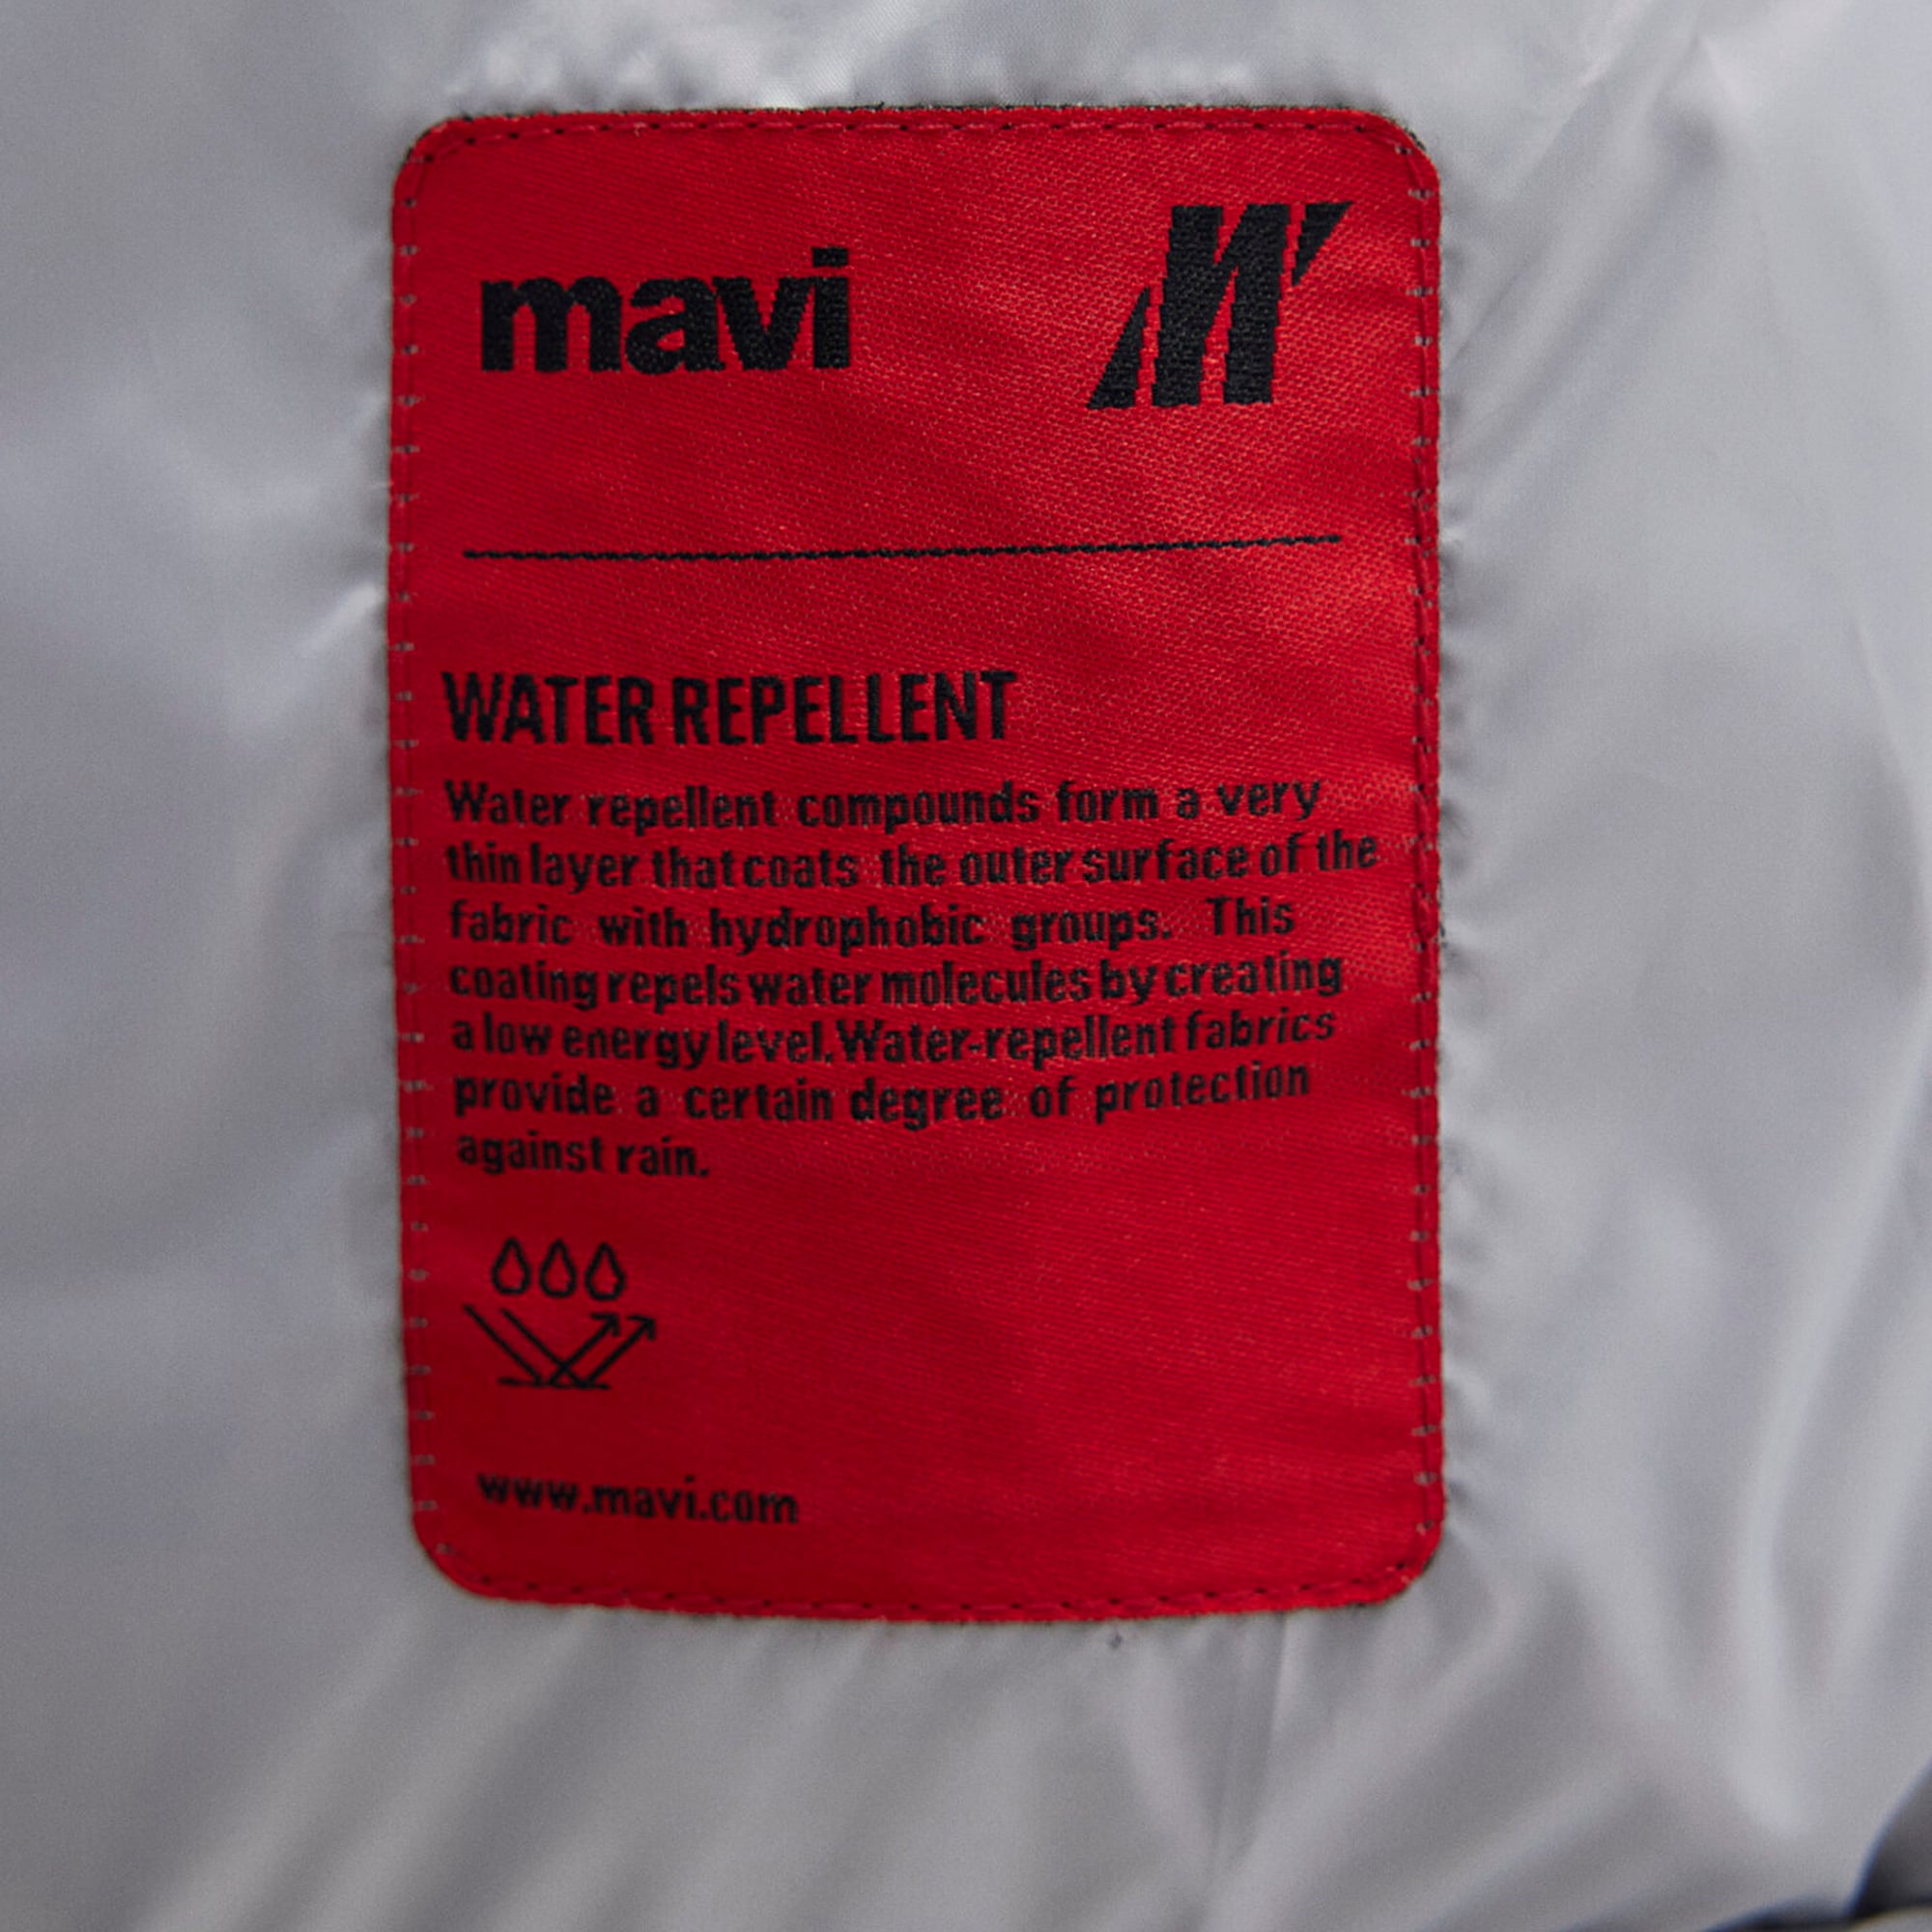 mavi
M
WATER REPELLENT
Water repellent compounds form a very
thin layer that coats the outer surface of the
fabric with hydrophobic groups. This
coating repels water molecules by creating
a low energy level. Water-repellent fabrics
provide a certain degree of protection
against rain.
www.mavi.com